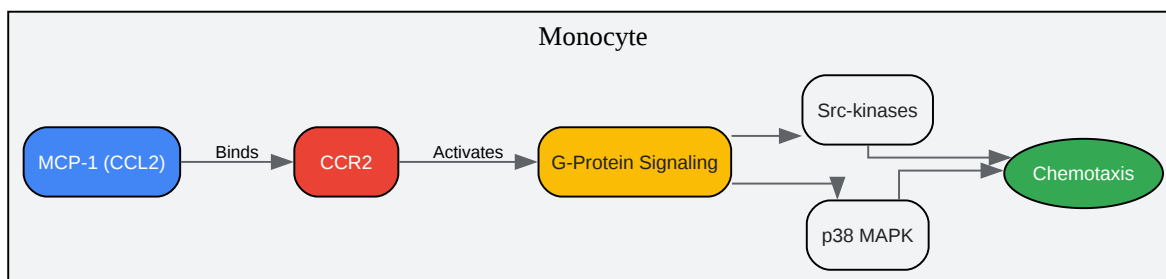 Monocyte
MCP-1 (CCL2)
Binds
CCR2
Activates
G-Protein Signaling
Src-kinases
p38 MAPK
Chemotaxis